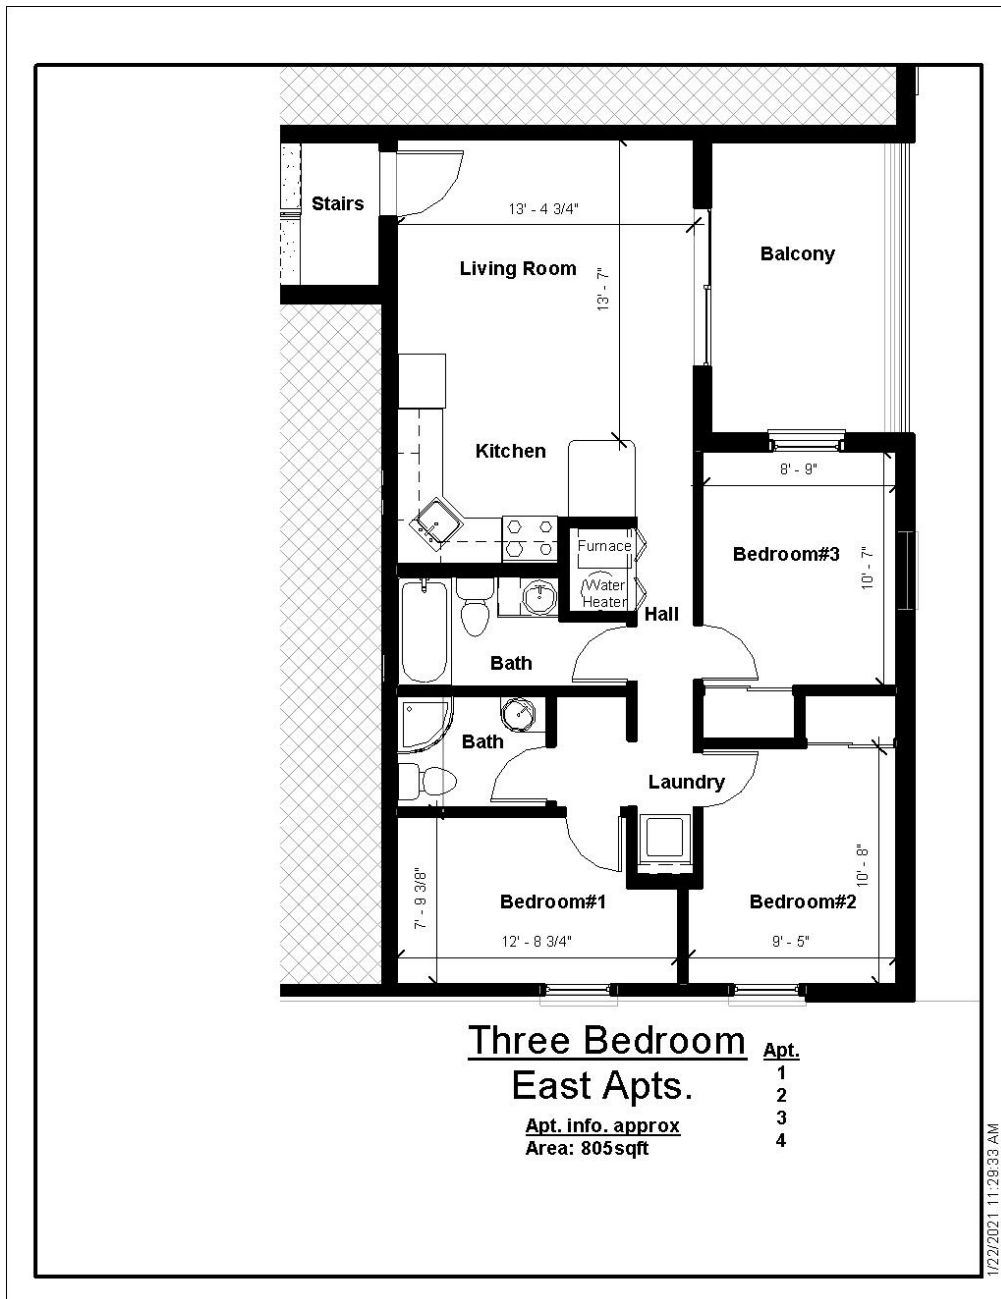 Stairs
13' - 4 3/4"
Living Room
13' - 7"
Balcony
Kitchen
8' - 9"
Furnace
Bedroom#3
10' - 7"
Water
Heater
Hall
Bath
Bath
Laundry
10' - 8"
7' - 9 3/8"
Bedroom#1
Bedroom#2
12' - 8 3/4"
9' - 5"
Three Bedroom
East Apts.
Apt. info. approx
Area: 805sqft
Apt.
1
2
3
4
1/22/2021 11:29:33 AM